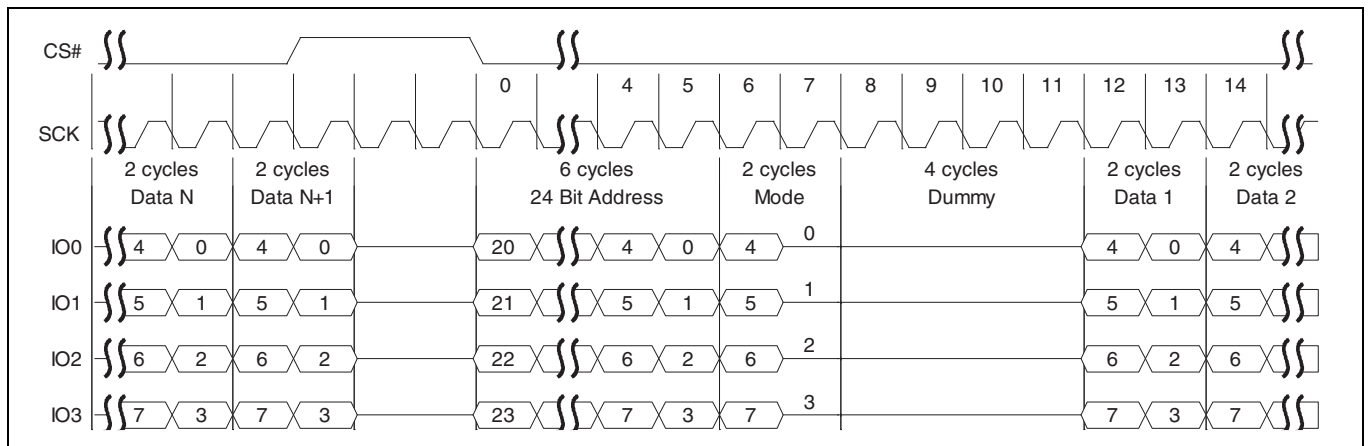 CS#
0 4 5 6 7 8 9 10 11 12 13 14
SCK
2 cycles 2 cycles 6 cycles 2 cycles 4 cycles 2 cycles 2 cycles
Data N Data N+1 24 Bit Address Mode Dummy Data 1 Data 2
IO0 4 0 4 0 20 4 0 4 0 4 0 4
IO1 5 1 5 1 21 5 1 5 1 5 1 5
IO2 6 2 6 2 22 6 2 6 2 6 2 6
IO3 7 3 7 3 23 7 3 7 3 7 3 7